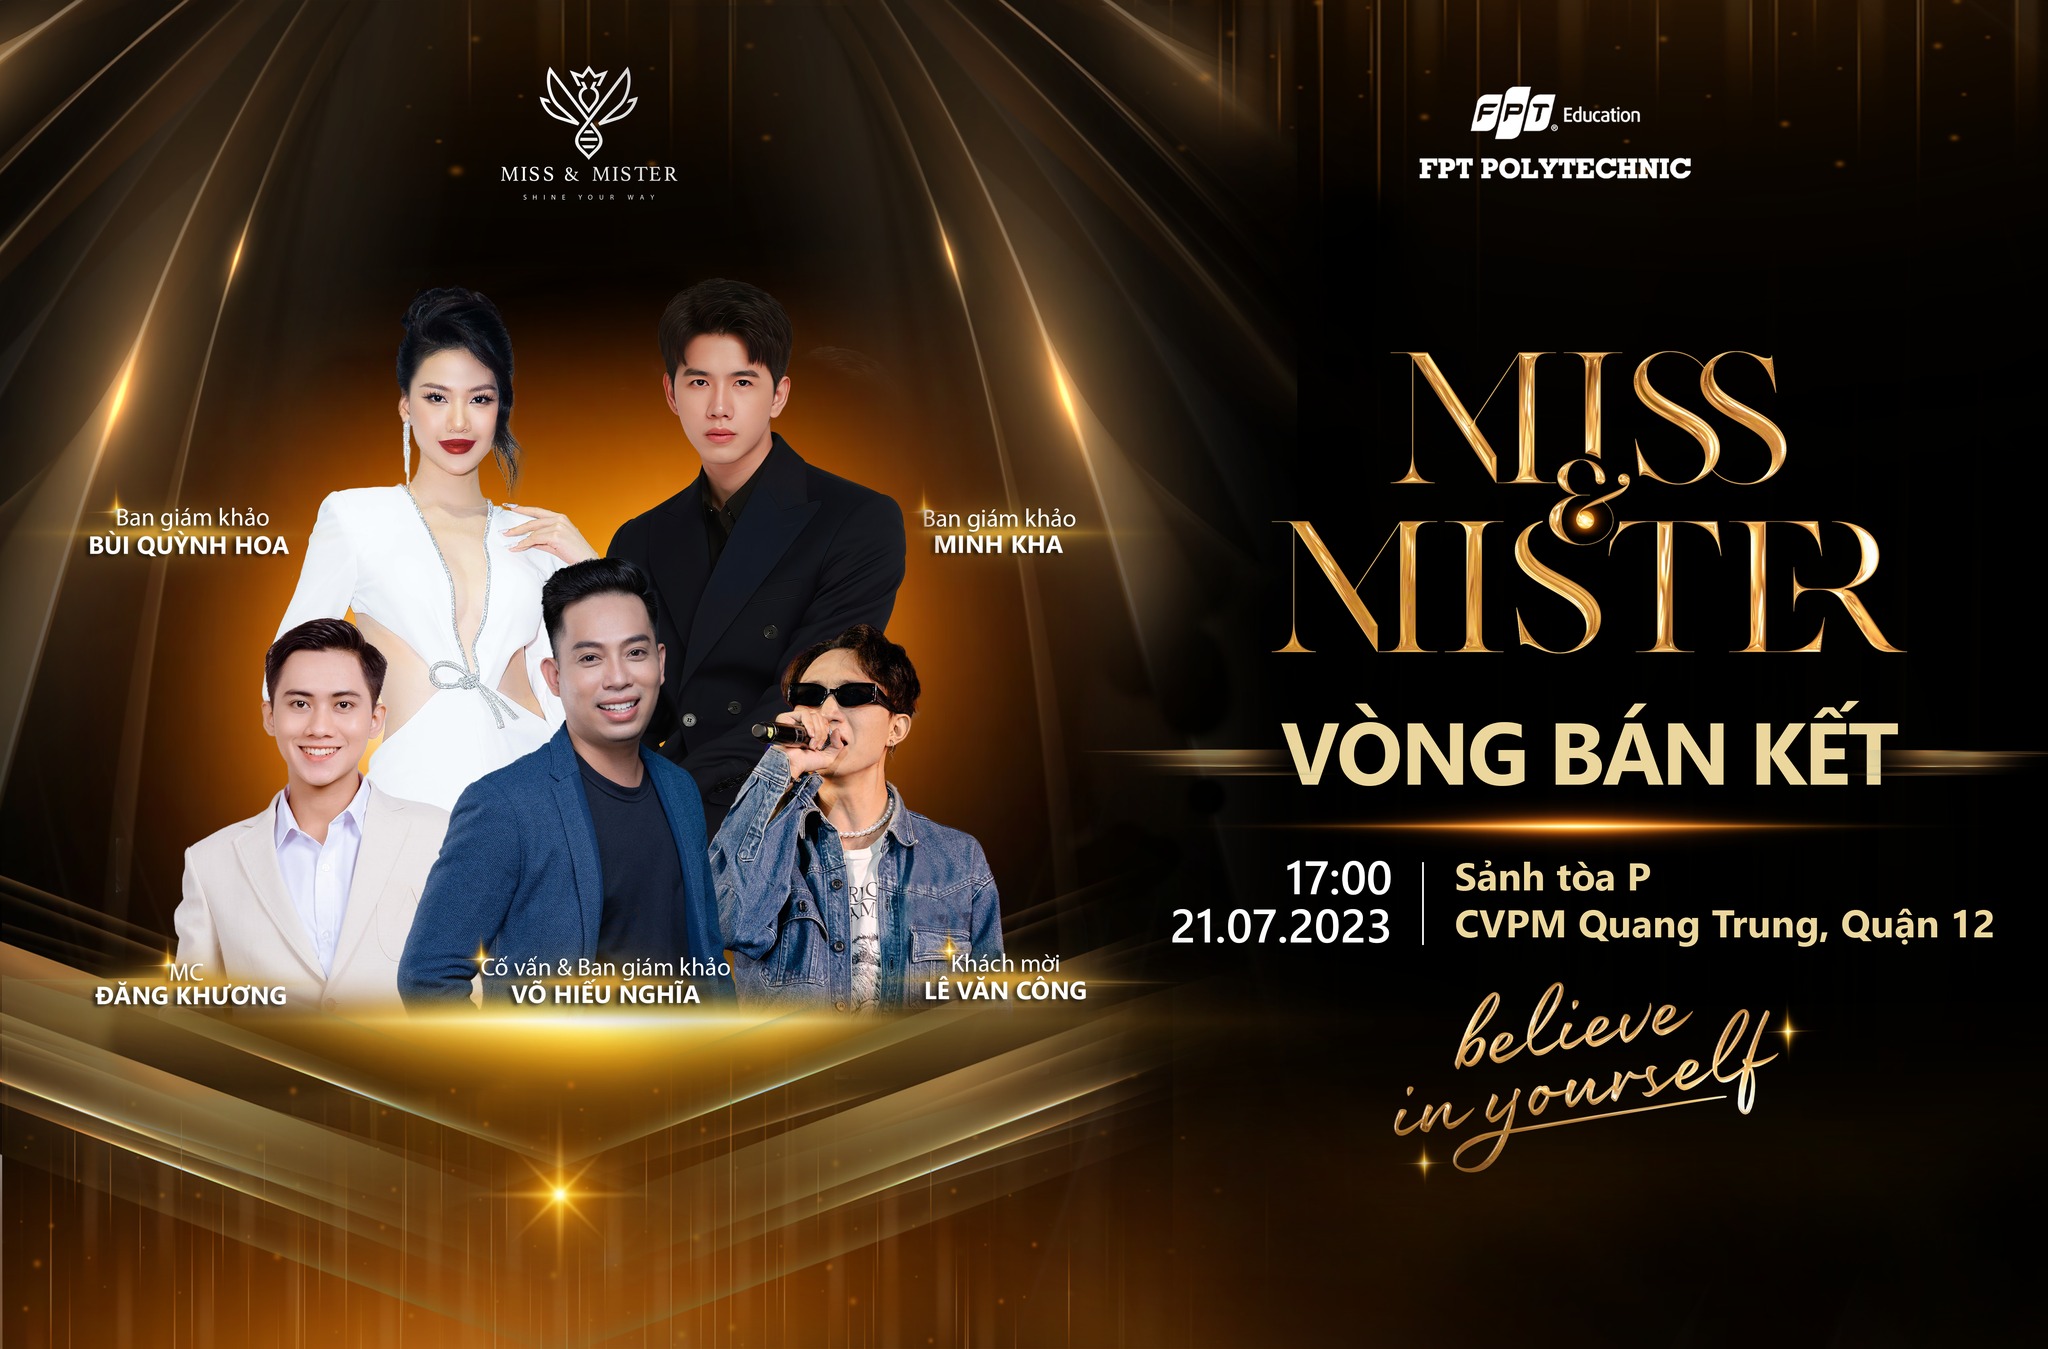 MISS & MISTER
SHINE YOUR WAY
FPT® Education
FPT POLYTECHNIC
Ban giám khảo
BÙI QUỲNH HOA
Ban giám khảo
MINH KHA
MC
ĐĂNG KHƯƠNG
Cố vấn & Ban giám khảo
VÕ HIẾU NGHĨA
Khách mời
LÊ VĂN CÔNG
MISS
&
MISTER
VÒNG BÁN KẾT
17:00
21.07.2023
Sảnh tòa P
CVPM Quang Trung, Quận 12
believe
in yourself